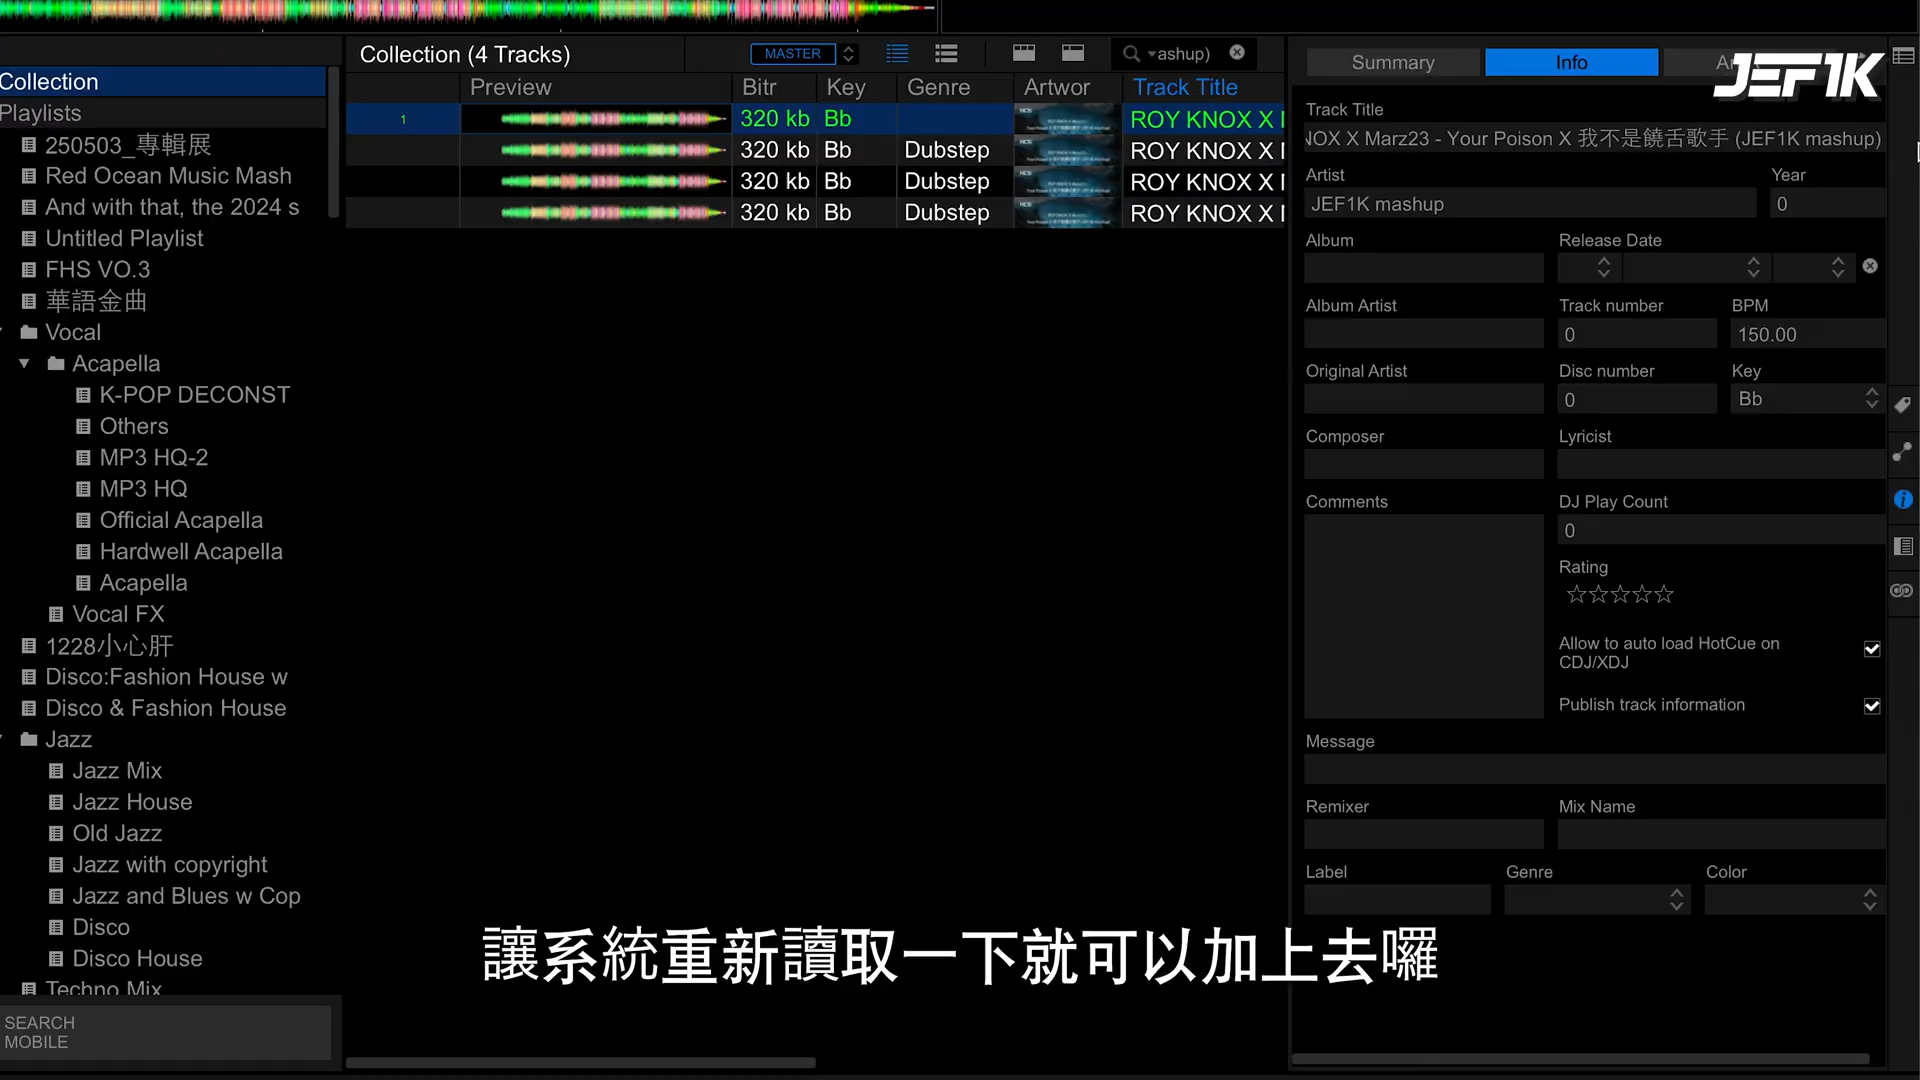 Collection (4 Tracks)
MASTER
ashup)
Summary
Info
JEF1K
Collection
Playlists
250503_專輯展
Red Ocean Music Mash
And with that, the 2024 s
Untitled Playlist
FHS VO.3
華語金曲
Vocal
Acapella
K-POP DECONST
Others
MP3 HQ-2
MP3 HQ
Official Acapella
Hardwell Acapella
Acapella
Vocal FX
1228小心肝
Disco:Fashion House w
Disco & Fashion House
Jazz
Jazz Mix
Jazz House
Old Jazz
Jazz with copyright
Jazz and Blues w Cop
Disco
Disco House
Techno Mix
SEARCH
MOBILE
Preview Bitr Key Genre Artwor Track Title
1 320 kb Bb ROY KNOX X
320 kb Bb Dubstep ROY KNOX X
320 kb Bb Dubstep ROY KNOX X
320 kb Bb Dubstep ROY KNOX X
Track Title
NOX X Marz23 - Your Poison X 我不是饒舌歌手 (JEF1K mashup)
Artist Year
JEF1K mashup 0
Album Release Date
Album Artist Track number BPM
0 150.00
Original Artist Disc number Key
0 Bb
Composer Lyricist
Comments DJ Play Count
0
Rating
Allow to auto load HotCue on
CDJ/XDJ
Publish track information
Message
Remixer Mix Name
Label Genre Color
讓系統重新讀取一下就可以加上去囉